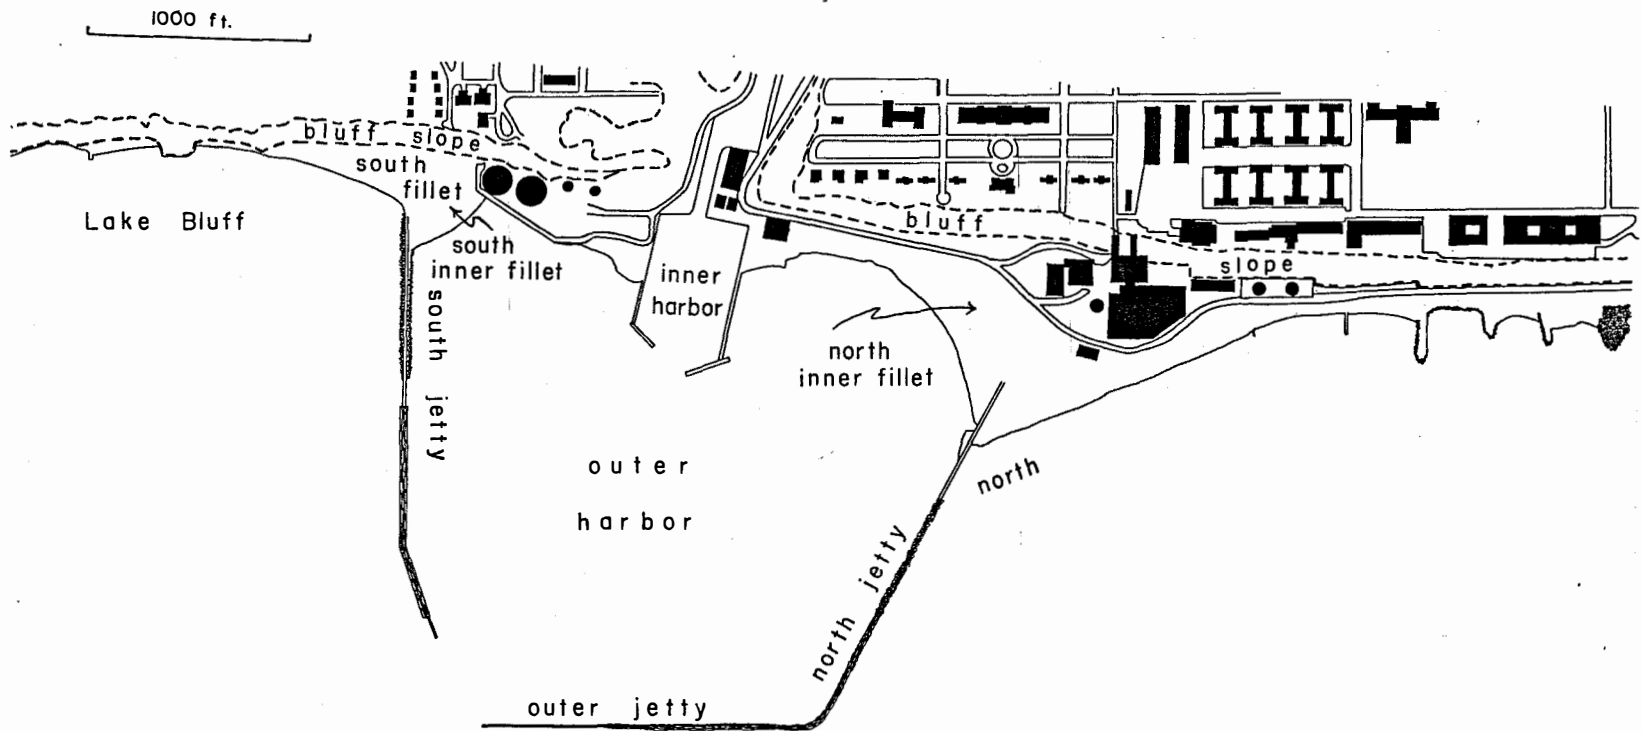 1000 ft.
bluff slope
south
fillet
Lake Bluff
south
inner fillet
south jetty
inner
harbor
bluff
slope
north
inner fillet
outer
harbor
north
north jetty
outer jetty